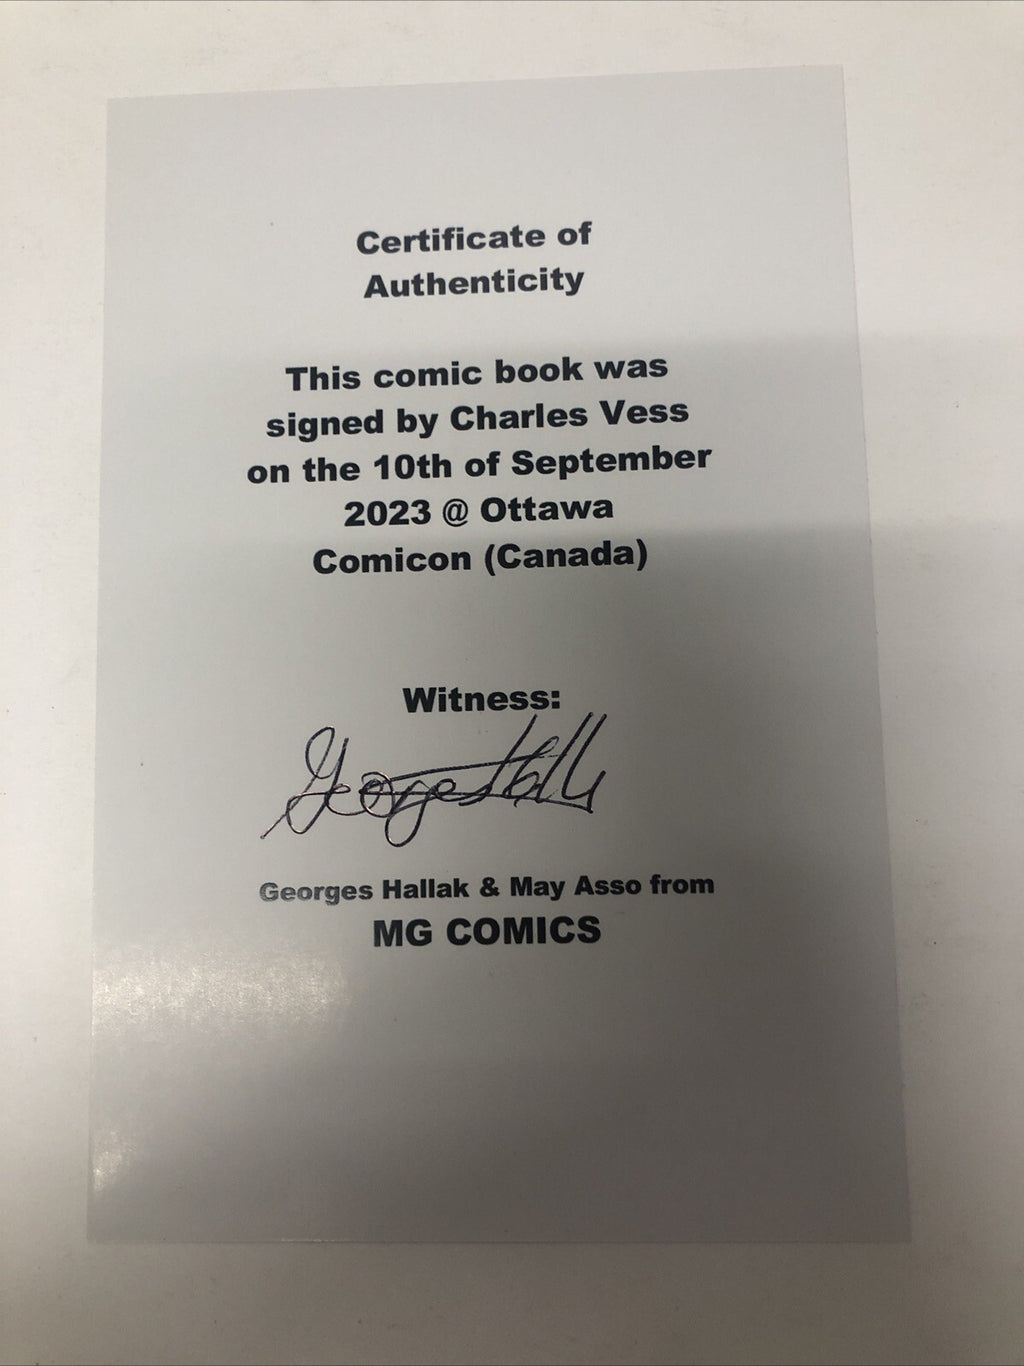 Certificate of
Authenticity
This comic book was
signed by Charles Vess
on the 10th of September
2023 @ Ottawa
Comicon (Canada)
Witness:
Georges Hallak & May Asso from
MG COMICS